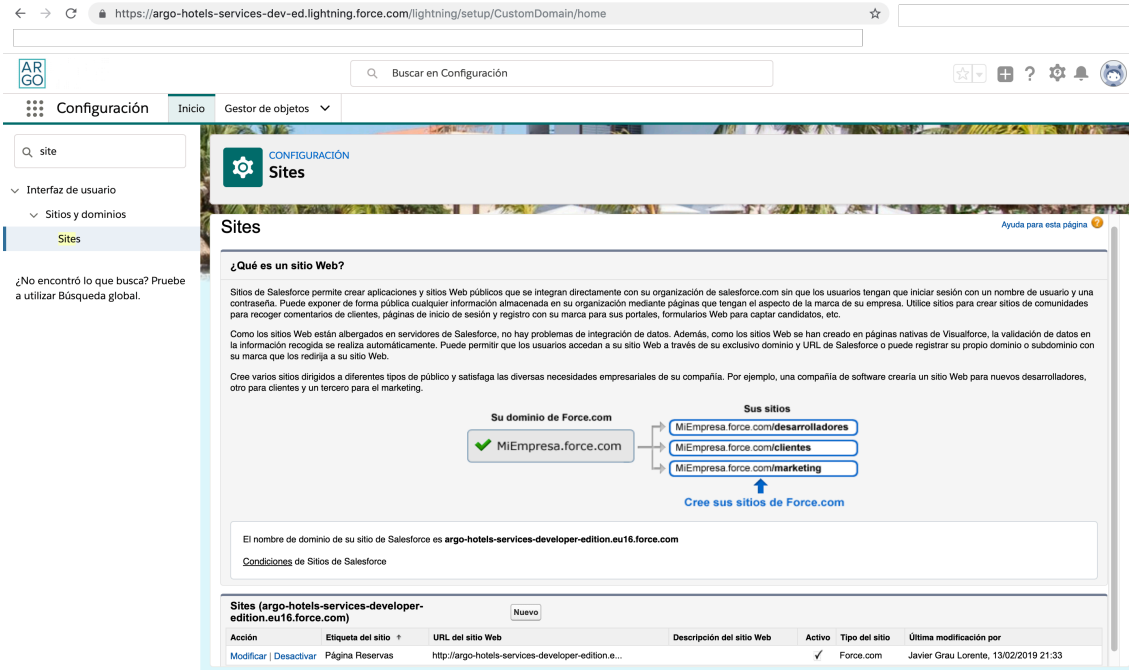 https://argo-hotels-services-dev-ed.lightning.force.com/lightning/setup/CustomDomain/home
AR
GO
Buscar en Configuración
Configuración
Inicio
Gestor de objetos
site
Interfaz de usuario
Sitios y dominios
Sites
¿No encontró lo que busca? Pruebe
a utilizar Búsqueda global.
CONFIGURACIÓN
Sites
Sites
Ayuda para esta página
¿Qué es un sitio Web?
Sitios de Salesforce permite crear aplicaciones y sitios Web públicos que se integran directamente con su organización de salesforce.com sin que los usuarios tengan que iniciar sesión con un nombre de usuario y una
contraseña. Puede exponer de forma pública cualquier información almacenada en su organización mediante páginas que tengan el aspecto de la marca de su empresa. Utilice sitios para crear sitios de comunidades
para recoger comentarios de clientes, páginas de inicio de sesión y registro con su marca para sus portales, formularios Web para captar candidatos, etc.
Como los sitios Web están albergados en servidores de Salesforce, no hay problemas de integración de datos. Además, como los sitios Web se han creado en páginas nativas de Visualforce, la validación de datos en
la información recogida se realiza automáticamente. Puede permitir que los usuarios accedan a su sitio Web a través de su exclusivo dominio y URL de Salesforce o puede registrar su propio dominio o subdominio con
su marca que los redirija a su sitio Web.
Cree varios sitios dirigidos a diferentes tipos de público y satisfaga las diversas necesidades empresariales de su compañía. Por ejemplo, una compañía de software crearía un sitio Web para nuevos desarrolladores,
otro para clientes y un tercero para el marketing.
Su dominio de Force.com
MiEmpresa.force.com
Sus sitios
MiEmpresa.force.com/desarrolladores
MiEmpresa.force.com/clientes
MiEmpresa.force.com/marketing
Cree sus sitios de Force.com
El nombre de dominio de su sitio de Salesforce es argo-hotels-services-developer-edition.eu16.force.com
Condiciones de Sitios de Salesforce
Sites (argo-hotels-services-developer-
edition.eu16.force.com)
Nuevo
Acción Etiqueta del sitio ↑ URL del sitio Web Descripción del sitio Web Activo Tipo del sitio Última modificación por
Modificar | Desactivar Página Reservas http://argo-hotels-services-developer-edition.e... ✓ Force.com Javier Grau Lorente, 13/02/2019 21:33